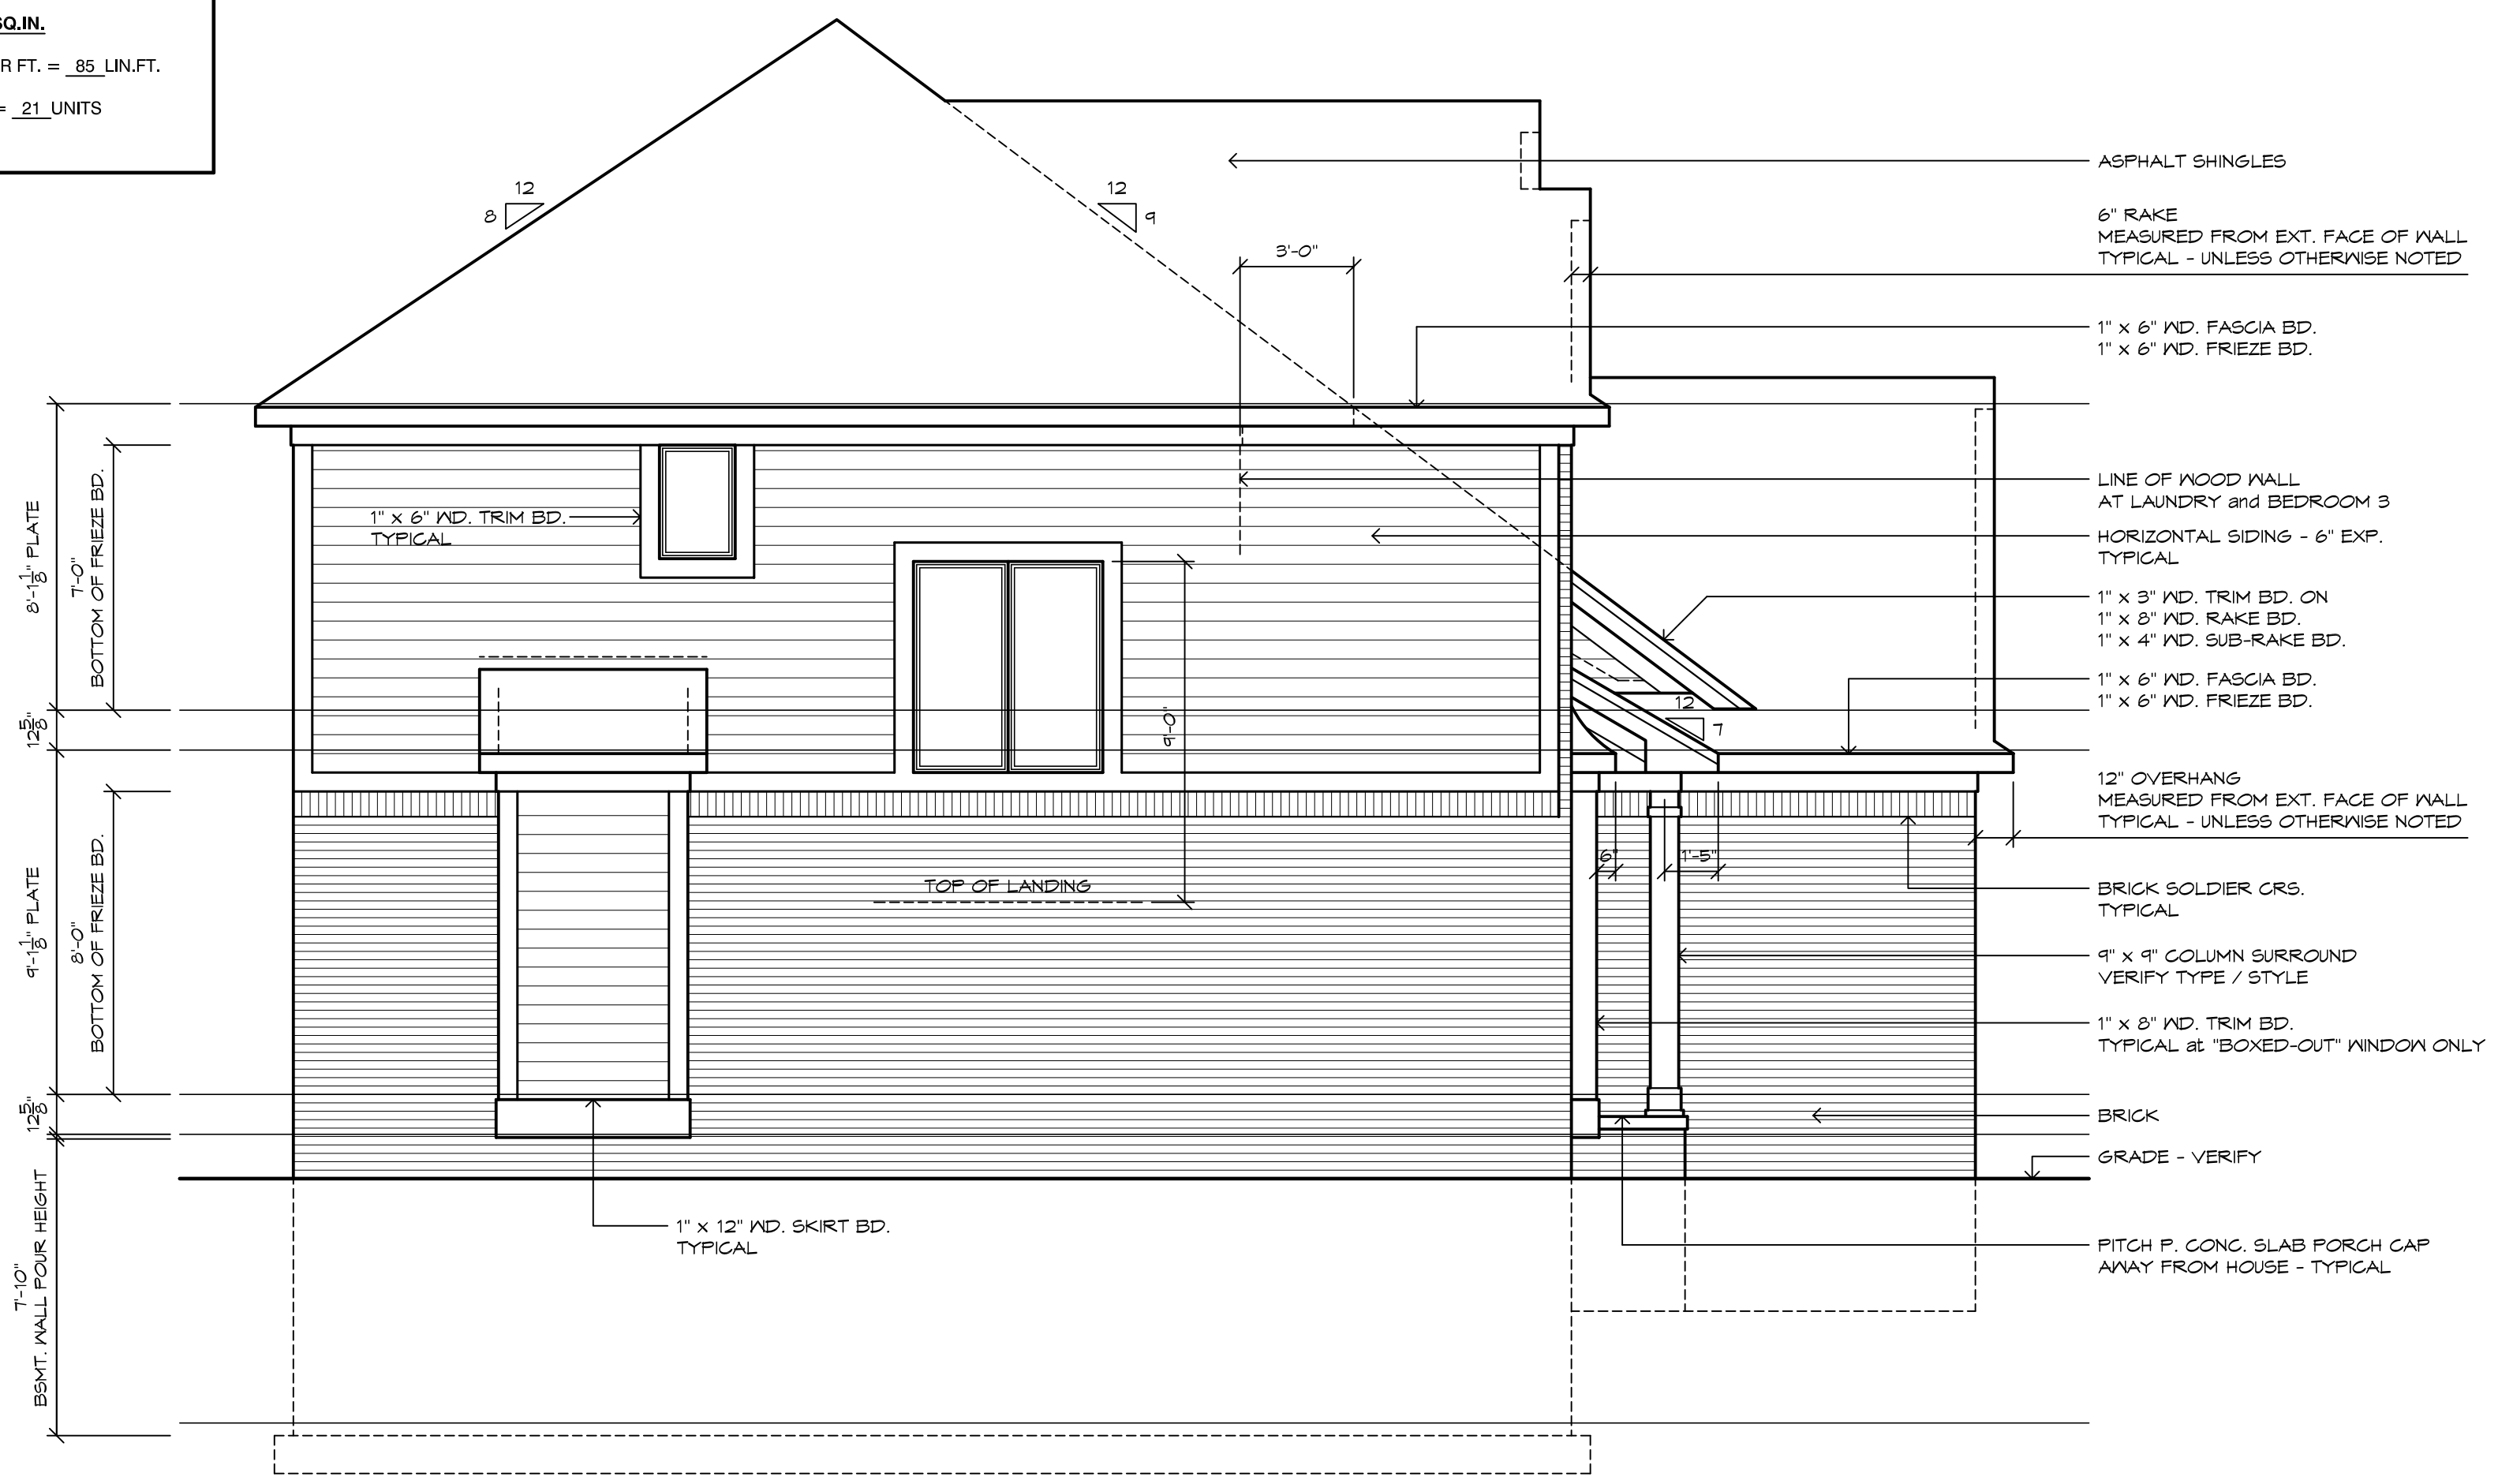 SQ.IN.
R FT. = 85 LIN.FT.
= 21 UNITS
12
8
12
9
3'-0"
ASPHALT SHINGLES
6" RAKE
MEASURED FROM EXT. FACE OF WALL
TYPICAL - UNLESS OTHERWISE NOTED
1" x 6" WD. FASCIA BD.
1" x 6" WD. FRIEZE BD.
LINE OF WOOD WALL
AT LAUNDRY and BEDROOM 3
HORIZONTAL SIDING - 6" EXP.
TYPICAL
1" x 3" WD. TRIM BD. ON
1" x 8" WD. RAKE BD.
1" x 4" WD. SUB-RAKE BD.
1" x 6" WD. FASCIA BD.
1" x 6" WD. FRIEZE BD.
12" OVERHANG
MEASURED FROM EXT. FACE OF WALL
TYPICAL - UNLESS OTHERWISE NOTED
BRICK SOLDIER CRS.
TYPICAL
9" x 9" COLUMN SURROUND
VERIFY TYPE / STYLE
1" x 8" WD. TRIM BD.
TYPICAL at "BOXED-OUT" WINDOW ONLY
BRICK
GRADE - VERIFY
PITCH P. CONC. SLAB PORCH CAP
AWAY FROM HOUSE - TYPICAL
1" x 6" WD. TRIM BD.
TYPICAL
9'-0"
TOP OF LANDING
12
7
6"
1'-5"
1" x 12" WD. SKIRT BD.
TYPICAL
8'-1 1/8" PLATE
7'-0"
BOTTOM OF FRIEZE BD.
12 5/8"
9'-1 1/8" PLATE
8'-0"
BOTTOM OF FRIEZE BD.
12 5/8"
7'-10"
BSMT. WALL POUR HEIGHT